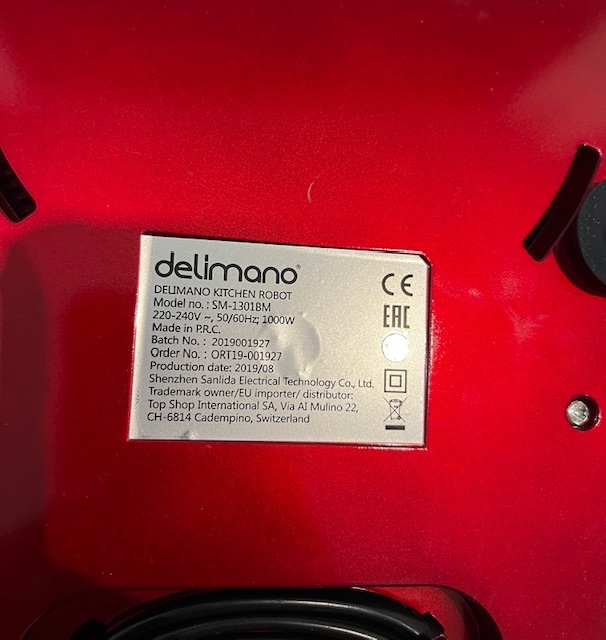 delimano®
DELIMANO KITCHEN ROBOT
Model no.: SM-1301BM
220-240V ~, 50/60Hz; 1000W
Made in P.R.C.
Batch No. : 2019001927
Order No. : ORT19-001927
Production date: 2019/08
Shenzhen Sanlida Electrical Technology Co., Ltd.
Trademark owner/EU importer/ distributor:
Top Shop International SA, Via Al Mulino 22,
CH-6814 Cadempino, Switzerland
CE
EAC